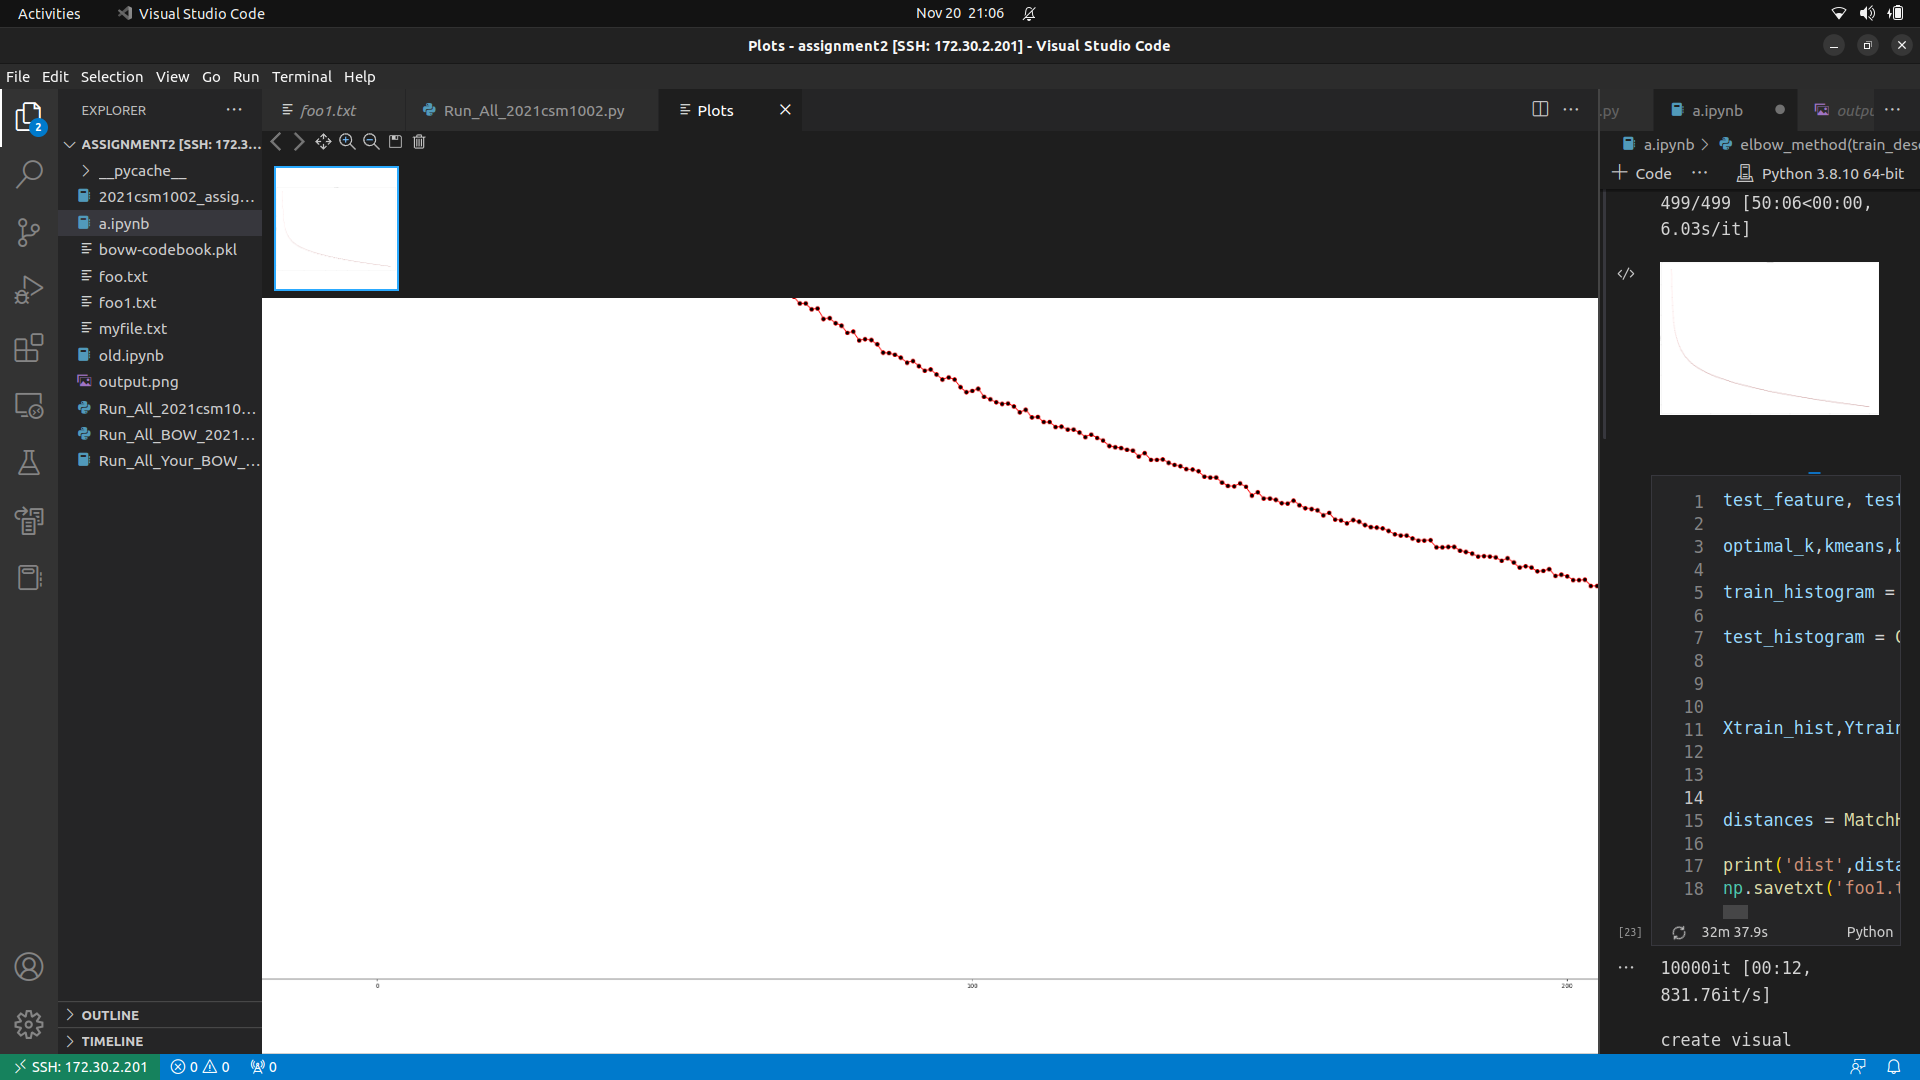 Activities
Visual Studio Code
Nov 20 21:06
Plots - assignment2 [SSH: 172.30.2.201] - Visual Studio Code
File Edit Selection View Go Run Terminal Help
EXPLORER
ASSIGNMENT2 [SSH: 172.3...
__pycache__
2021csm1002_assig...
a.ipynb
bovw-codebook.pkl
foo.txt
foo1.txt
myfile.txt
old.ipynb
output.png
Run_All_2021csm10...
Run_All_BOW_2021...
Run_All_Your_BOW_...
OUTLINE
TIMELINE
2
foo1.txt
Run_All_2021csm1002.py
Plots
0
100
200
.py
a.ipynb
outpu
a.ipynb > elbow_method(train_des
Code
Python 3.8.10 64-bit
499/499 [50:06<00:00,
6.03s/it]
1 test_feature, test
2
3 optimal_k,kmeans,b
4
5 train_histogram =
6
7 test_histogram = C
8
9
10
11 Xtrain_hist,Ytrain
12
13
14
15 distances = MatchH
16
17 print('dist',dista
18 np.savetxt('foo1.t
[23]
32m 37.9s
Python
10000it [00:12,
831.76it/s]
create visual
SSH: 172.30.2.201
0 0
0